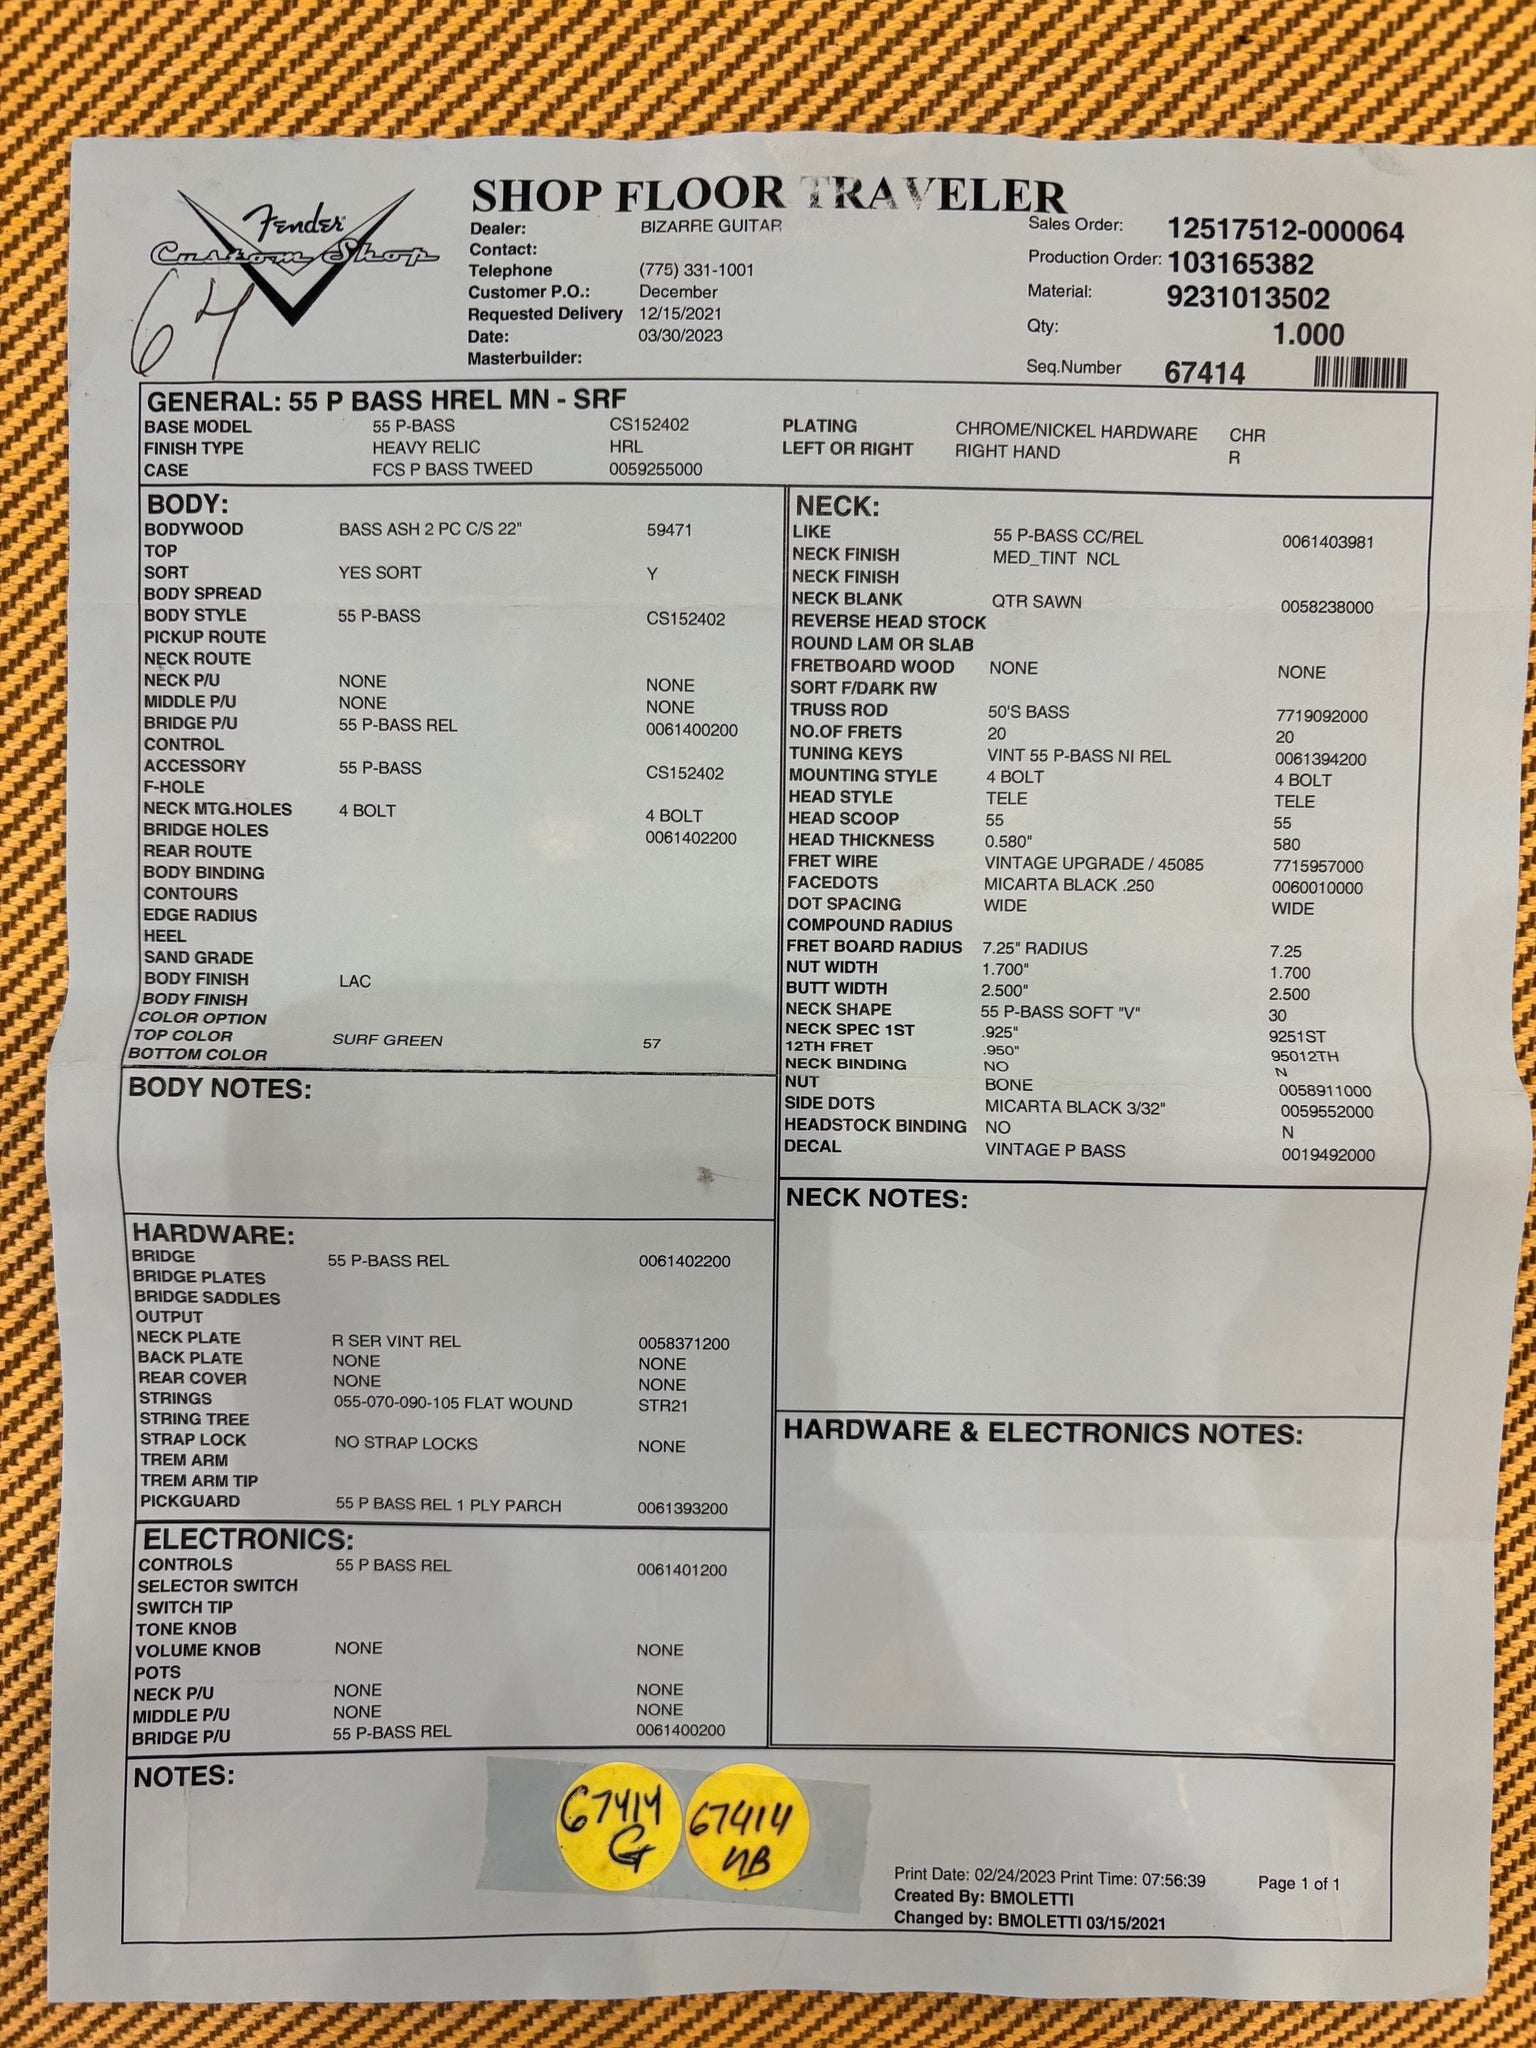 Fender
Custom Shop
64
SHOP FLOOR TRAVELER
Dealer: BIZARRE GUITAR
Contact:
Telephone (775) 331-1001
Customer P.O.: December
Requested Delivery 12/15/2021
Date: 03/30/2023
Masterbuilder:
Sales Order: 12517512-000064
Production Order: 103165382
Material: 9231013502
Qty: 1.000
Seq.Number 67414
GENERAL: 55 P BASS HREL MN - SRF
BASE MODEL 55 P-BASS CS152402
FINISH TYPE HEAVY RELIC HRL
CASE FCS P BASS TWEED 0059255000
PLATING CHROME/NICKEL HARDWARE CHR
LEFT OR RIGHT RIGHT HAND R
BODY:
BODYWOOD BASS ASH 2 PC C/S 22" 59471
TOP
SORT YES SORT Y
BODY SPREAD
BODY STYLE 55 P-BASS CS152402
PICKUP ROUTE
NECK ROUTE
NECK P/U NONE NONE
MIDDLE P/U NONE NONE
BRIDGE P/U 55 P-BASS REL 0061400200
CONTROL
ACCESSORY 55 P-BASS CS152402
F-HOLE
NECK MTG.HOLES 4 BOLT 4 BOLT
BRIDGE HOLES 0061402200
REAR ROUTE
BODY BINDING
CONTOURS
EDGE RADIUS
HEEL
SAND GRADE
BODY FINISH LAC
BODY FINISH
COLOR OPTION
TOP COLOR SURF GREEN 57
BOTTOM COLOR
BODY NOTES:
HARDWARE:
BRIDGE 55 P-BASS REL 0061402200
BRIDGE PLATES
BRIDGE SADDLES
OUTPUT
NECK PLATE R SER VINT REL 0058371200
BACK PLATE NONE NONE
REAR COVER NONE NONE
STRINGS 055-070-090-105 FLAT WOUND STR21
STRING TREE
STRAP LOCK NO STRAP LOCKS NONE
TREM ARM
TREM ARM TIP
PICKGUARD 55 P BASS REL 1 PLY PARCH 0061393200
ELECTRONICS:
CONTROLS 55 P BASS REL 0061401200
SELECTOR SWITCH
SWITCH TIP
TONE KNOB
VOLUME KNOB NONE NONE
POTS
NECK P/U NONE NONE
MIDDLE P/U NONE NONE
BRIDGE P/U 55 P-BASS REL 0061400200
NECK:
LIKE 55 P-BASS CC/REL 0061403981
NECK FINISH MED_TINT NCL
NECK FINISH
NECK BLANK QTR SAWN 0058238000
REVERSE HEAD STOCK
ROUND LAM OR SLAB
FRETBOARD WOOD NONE NONE
SORT F/DARK RW
TRUSS ROD 50'S BASS 7719092000
NO.OF FRETS 20 20
TUNING KEYS VINT 55 P-BASS NI REL 0061394200
MOUNTING STYLE 4 BOLT 4 BOLT
HEAD STYLE TELE TELE
HEAD SCOOP 55 55
HEAD THICKNESS 0.580" 580
FRET WIRE VINTAGE UPGRADE / 45085 7715957000
FACEDOTS MICARTA BLACK .250 0060010000
DOT SPACING WIDE WIDE
COMPOUND RADIUS
FRET BOARD RADIUS 7.25" RADIUS 7.25
NUT WIDTH 1.700" 1.700
BUTT WIDTH 2.500" 2.500
NECK SHAPE 55 P-BASS SOFT "V" 30
NECK SPEC 1ST .925" 9251ST
12TH FRET .950" 95012TH
NECK BINDING NO N
NUT BONE 0058911000
SIDE DOTS MICARTA BLACK 3/32" 0059552000
HEADSTOCK BINDING NO N
DECAL VINTAGE P BASS 0019492000
NECK NOTES:
HARDWARE & ELECTRONICS NOTES:
NOTES:
67414
G
67414
NB
Print Date: 02/24/2023 Print Time: 07:56:39 Page 1 of 1
Created By: BMOLETTI
Changed by: BMOLETTI 03/15/2021